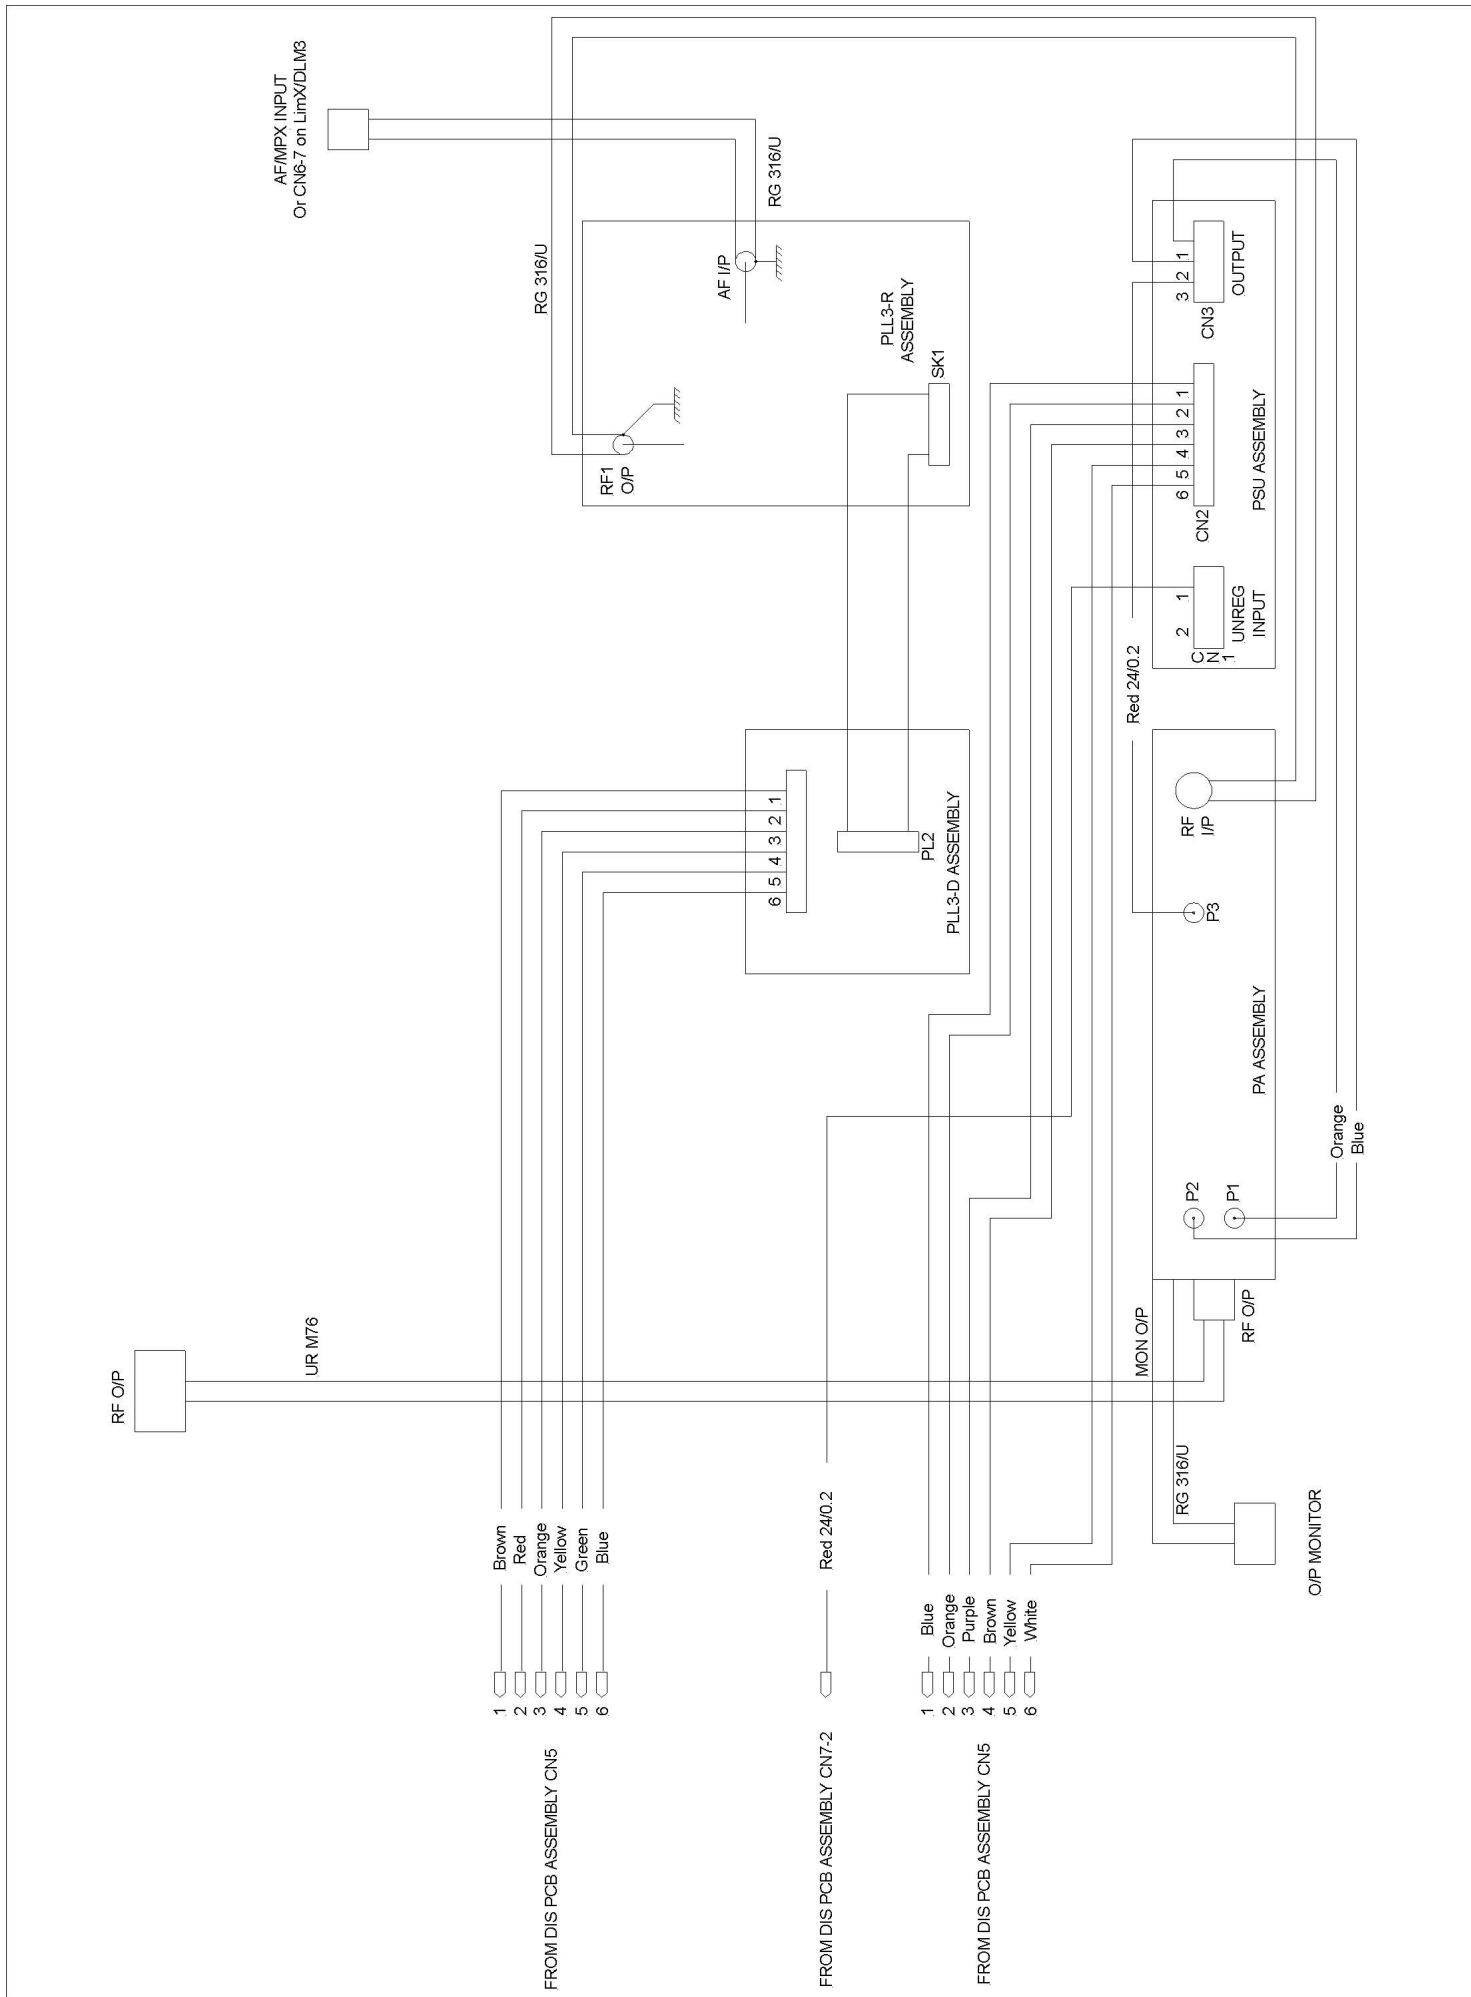 AF/MPX INPUT
Or CN6-7 on LimX/DLM3
RG 316/U
RG 316/U
AF I/P
RF1
O/P
PLL3-R
ASSEMBLY
SK1
RF O/P
UR M76
FROM DIS PCB ASSEMBLY CN5
1 Brown
2 Red
3 Orange
4 Yellow
5 Green
6 Blue
6 5 4 3 2 1
PL2
PLL3-D ASSEMBLY
FROM DIS PCB ASSEMBLY CN7-2
Red 24/0.2
FROM DIS PCB ASSEMBLY CN5
1 Blue
2 Orange
3 Purple
4 Brown
5 Yellow
6 White
Red 24/0.2
CN1
2 1
UNREG
INPUT
CN2
6 5 4 3 2 1
PSU ASSEMBLY
CN3
3 2 1
OUTPUT
MON O/P
RG 316/U
O/P MONITOR
RF O/P
P2
P1
P3
RF
I/P
PA ASSEMBLY
Orange
Blue